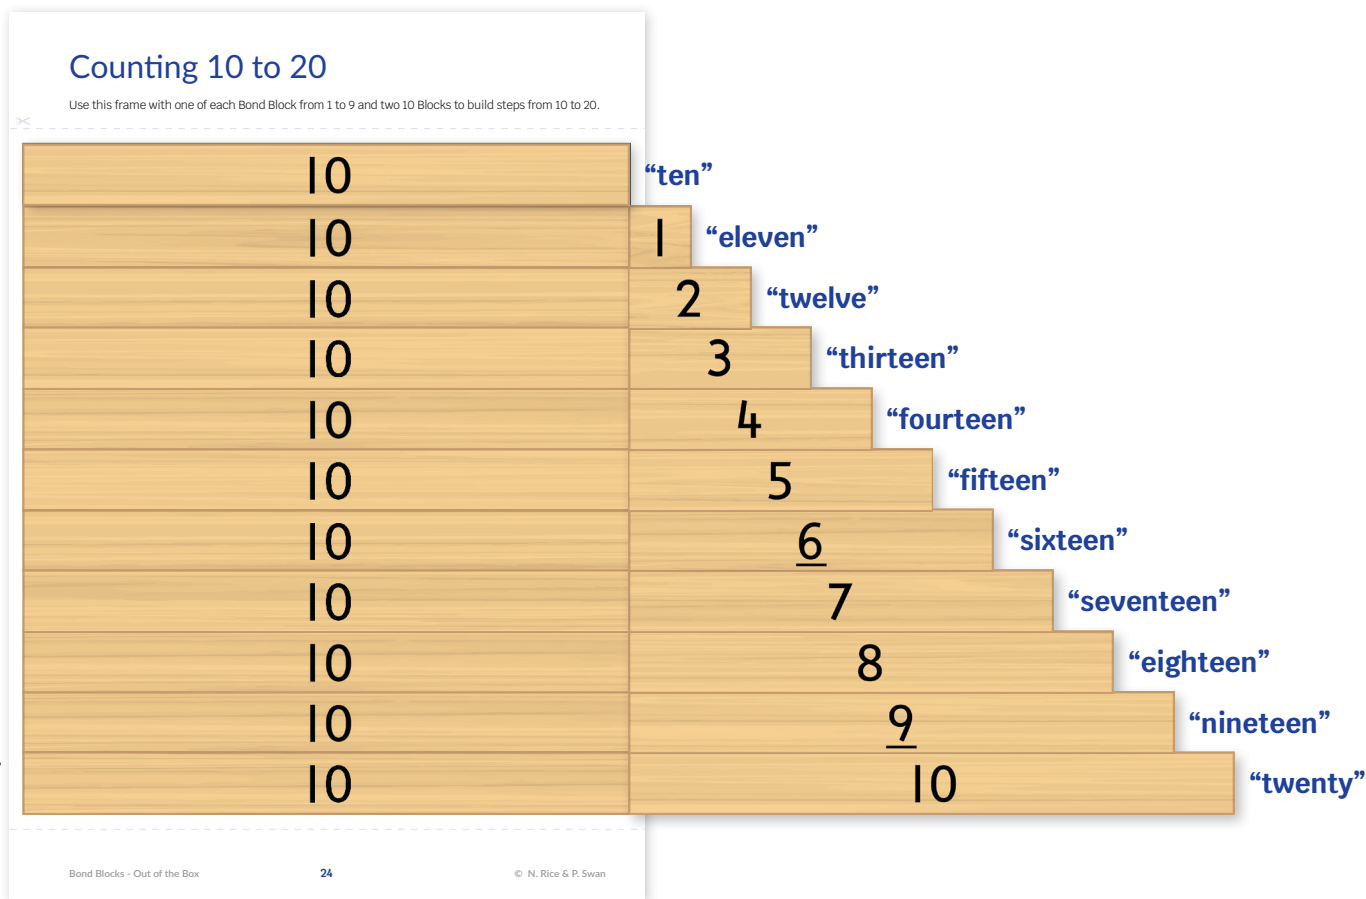 Counting 10 to 20
Use this frame with one of each Bond Block from 1 to 9 and two 10 Blocks to build steps from 10 to 20.
10 “ten”
10 1 “eleven”
10 2 “twelve”
10 3 “thirteen”
10 4 “fourteen”
10 5 “fifteen”
10 6 “sixteen”
10 7 “seventeen”
10 8 “eighteen”
10 9 “nineteen”
10 10 “twenty”
Bond Blocks - Out of the Box 24 © N. Rice & P. Swan